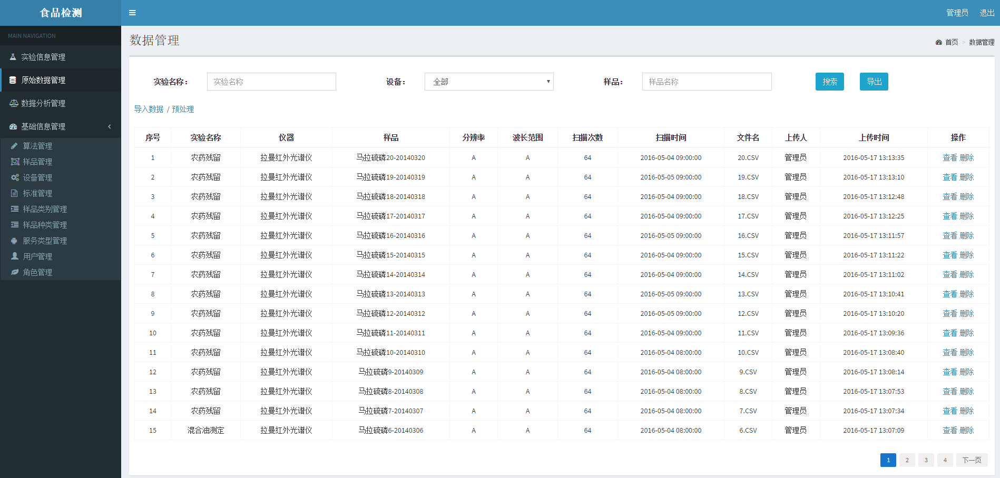 食品检测
管理员 退出
MAIN NAVIGATION
实验信息管理
原始数据管理
数据分析管理
基础信息管理
算法管理
样品管理
设备管理
标准管理
样品类别管理
样品种类管理
服务类型管理
用户管理
角色管理
数据管理
首页 > 数据管理
实验名称： 实验名称 设备： 全部 样品： 样品名称 搜索 导出
导入数据 / 预处理
序号 实验名称 仪器 样品 分辨率 波长范围 扫描次数 扫描时间 文件名 上传人 上传时间 操作
1 农药残留 拉曼红外光谱仪 马拉硫磷20-20140320 A A 64 2016-05-04 09:00:00 20.CSV 管理员 2016-05-17 13:13:35 查看 删除
2 农药残留 拉曼红外光谱仪 马拉硫磷19-20140319 A A 64 2016-05-05 09:00:00 19.CSV 管理员 2016-05-17 13:13:10 查看 删除
3 农药残留 拉曼红外光谱仪 马拉硫磷18-20140318 A A 64 2016-05-04 09:00:00 18.CSV 管理员 2016-05-17 13:12:48 查看 删除
4 农药残留 拉曼红外光谱仪 马拉硫磷17-20140317 A A 64 2016-05-04 09:00:00 17.CSV 管理员 2016-05-17 13:12:25 查看 删除
5 农药残留 拉曼红外光谱仪 马拉硫磷16-20140316 A A 64 2016-05-05 09:00:00 16.CSV 管理员 2016-05-17 13:11:57 查看 删除
6 农药残留 拉曼红外光谱仪 马拉硫磷15-20140315 A A 64 2016-05-04 09:00:00 15.CSV 管理员 2016-05-17 13:11:22 查看 删除
7 农药残留 拉曼红外光谱仪 马拉硫磷14-20140314 A A 64 2016-05-04 09:00:00 14.CSV 管理员 2016-05-17 13:11:02 查看 删除
8 农药残留 拉曼红外光谱仪 马拉硫磷13-20140313 A A 64 2016-05-05 09:00:00 13.CSV 管理员 2016-05-17 13:10:41 查看 删除
9 农药残留 拉曼红外光谱仪 马拉硫磷12-20140312 A A 64 2016-05-05 09:00:00 12.CSV 管理员 2016-05-17 13:10:20 查看 删除
10 农药残留 拉曼红外光谱仪 马拉硫磷11-20140311 A A 64 2016-05-04 09:00:00 11.CSV 管理员 2016-05-17 13:09:36 查看 删除
11 农药残留 拉曼红外光谱仪 马拉硫磷10-20140310 A A 64 2016-05-04 08:00:00 10.CSV 管理员 2016-05-17 13:08:40 查看 删除
12 农药残留 拉曼红外光谱仪 马拉硫磷9-20140309 A A 64 2016-05-04 08:00:00 9.CSV 管理员 2016-05-17 13:08:14 查看 删除
13 农药残留 拉曼红外光谱仪 马拉硫磷8-20140308 A A 64 2016-05-04 08:00:00 8.CSV 管理员 2016-05-17 13:07:53 查看 删除
14 农药残留 拉曼红外光谱仪 马拉硫磷7-20140307 A A 64 2016-05-04 08:00:00 7.CSV 管理员 2016-05-17 13:07:34 查看 删除
15 混合油测定 拉曼红外光谱仪 马拉硫磷6-20140306 A A 64 2016-05-04 08:00:00 6.CSV 管理员 2016-05-17 13:07:09 查看 删除
1 2 3 4 下一页